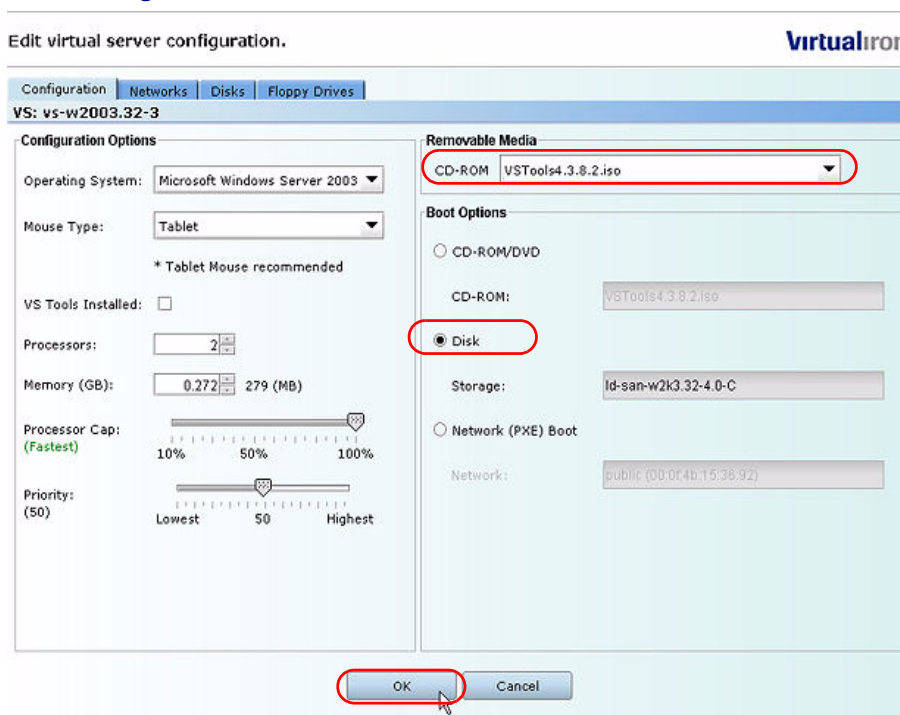 Edit virtual server configuration.
Virtualiron
Configuration Networks Disks Floppy Drives
VS: vs-w2003.32-3
Configuration Options
Operating System: Microsoft Windows Server 2003
Mouse Type: Tablet
* Tablet Mouse recommended
VS Tools Installed:
Processors: 2
Memory (GB): 0.272 279 (MB)
Processor Cap:
(Fastest)
10% 50% 100%
Priority:
(50)
Lowest 50 Highest
Removable Media
CD-ROM VSTools4.3.8.2.iso
Boot Options
CD-ROM/DVD
CD-ROM: VSTools4.3.8.2.iso
Disk
Storage: ld-san-w2k3.32-4.0-C
Network (PXE) Boot
Network: public (00:0f:4b:15:36:92)
OK Cancel